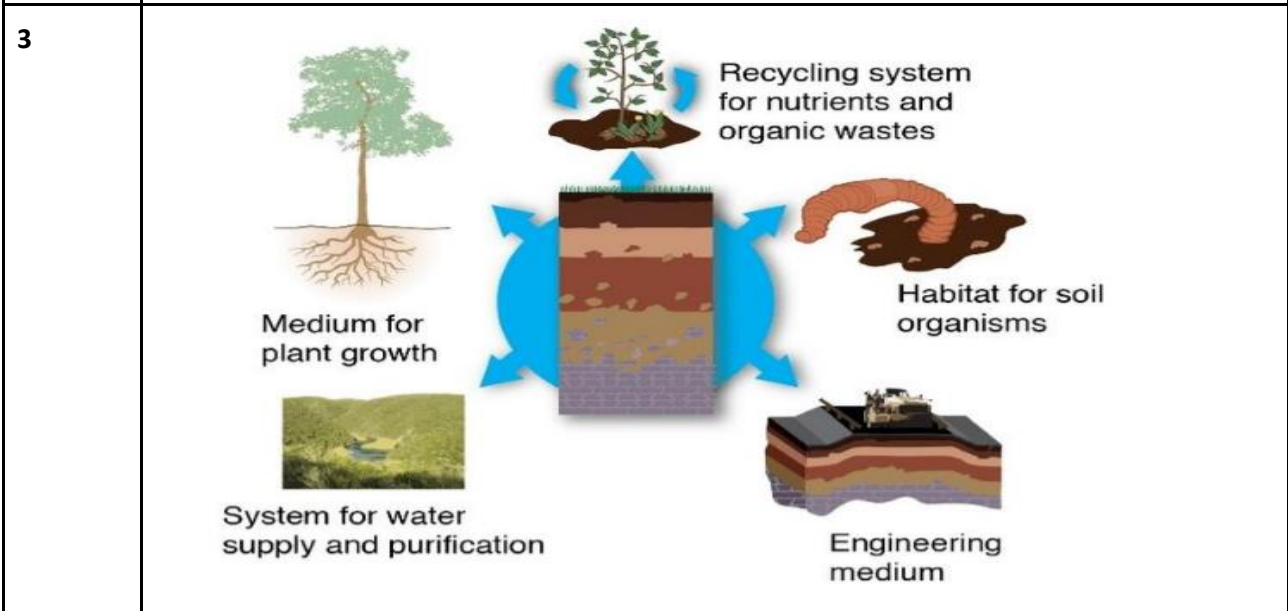 3
Recycling system
for nutrients and
organic wastes
Habitat for soil
organisms
Medium for
plant growth
System for water
supply and purification
Engineering
medium